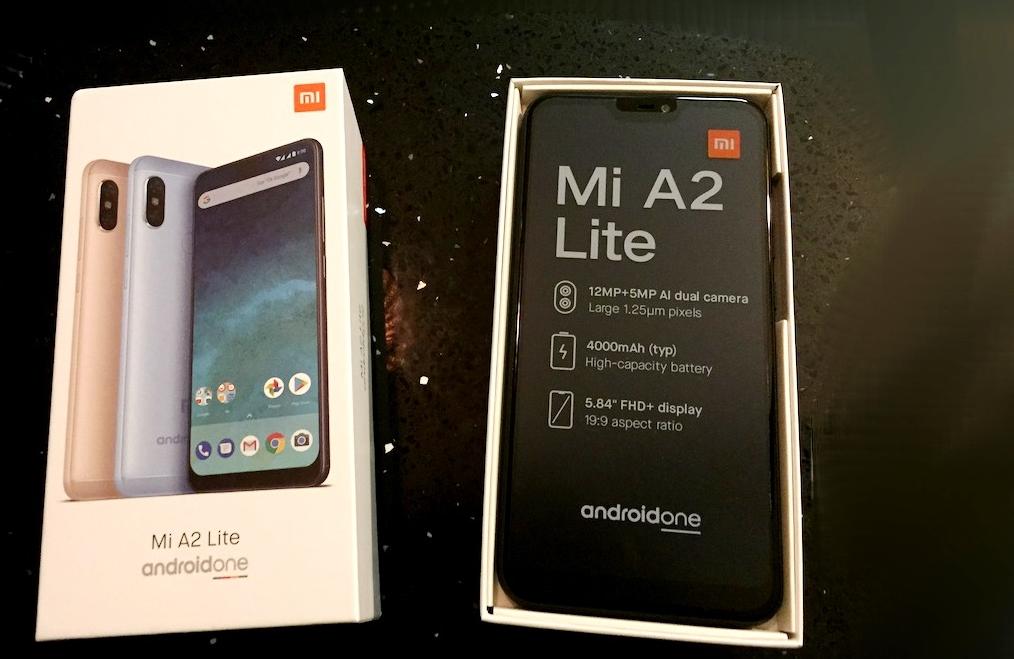 mi
andr
Mi A2 Lite
androidone
mi
Mi A2
Lite
12MP+5MP AI dual camera
Large 1.25μm pixels
4000mAh (typ)
High-capacity battery
5.84" FHD+ display
19:9 aspect ratio
androidone